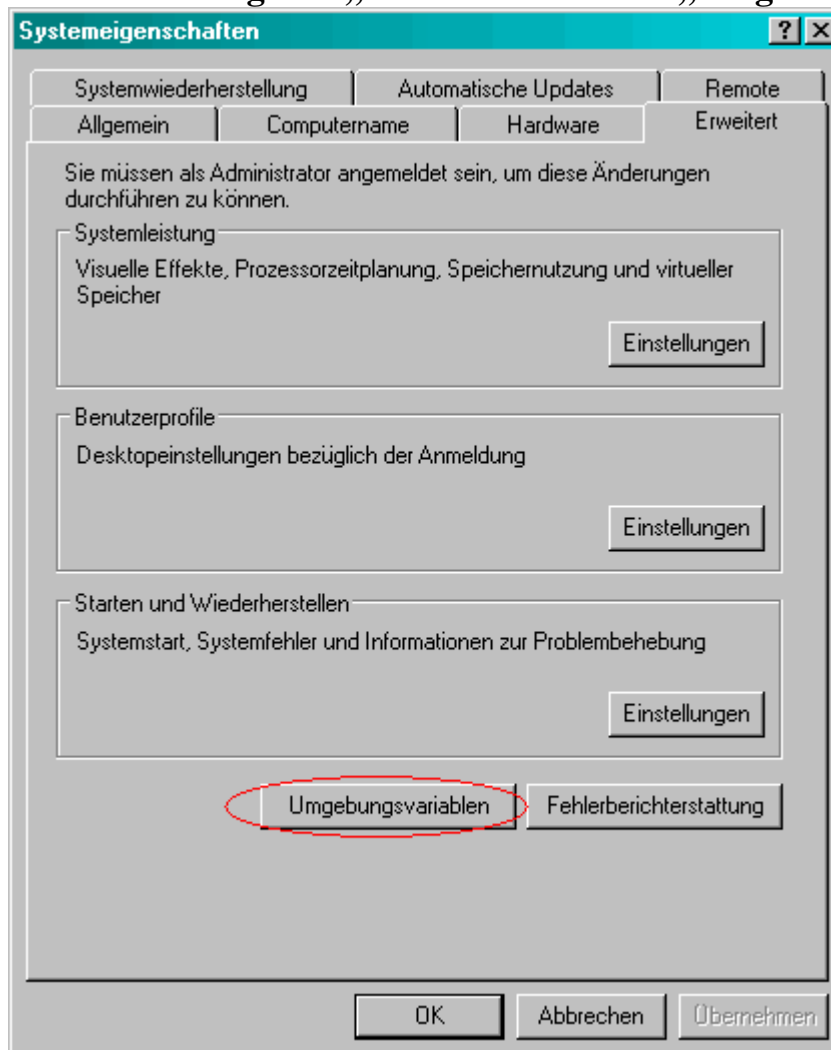 Systemeigenschaften
Systemwiederherstellung Automatische Updates Remote
Allgemein Computername Hardware Erweitert
Sie müssen als Administrator angemeldet sein, um diese Änderungen
durchführen zu können.
Systemleistung
Visuelle Effekte, Prozessorzeitplanung, Speichernutzung und virtueller
Speicher
Einstellungen
Benutzerprofile
Desktopeinstellungen bezüglich der Anmeldung
Einstellungen
Starten und Wiederherstellen
Systemstart, Systemfehler und Informationen zur Problembehebung
Einstellungen
Umgebungsvariablen Fehlerberichterstattung
OK Abbrechen Übernehmen